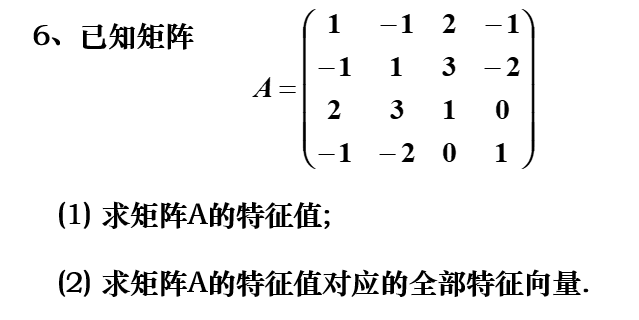 6、已知矩阵
1 −1 2 −1
−1 1 3 −2
A =
2 3 1 0
−1 −2 0 1
(1) 求矩阵A的特征值;
(2) 求矩阵A的特征值对应的全部特征向量.